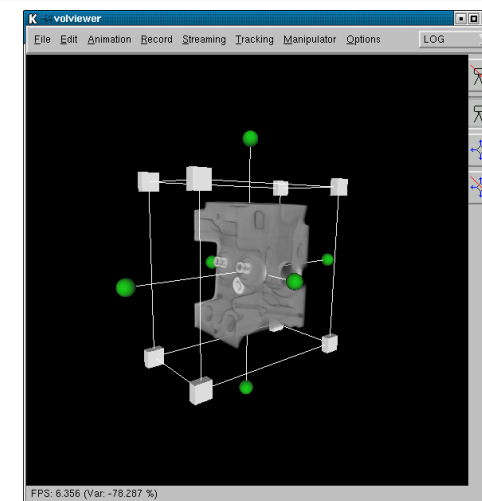 volviewer
File Edit Animation Record Streaming Tracking Manipulator Options LOG
FPS: 6.356 (Var: -78.287 %)